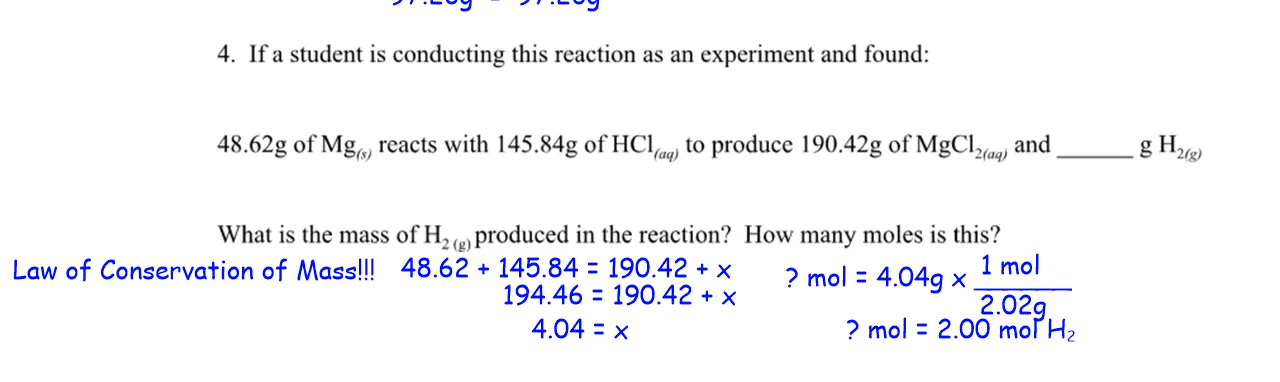 4. If a student is conducting this reaction as an experiment and found:
48.62g of Mg(s) reacts with 145.84g of HCl(aq) to produce 190.42g of MgCl2(aq) and ______ g H2(g)
What is the mass of H2 (g) produced in the reaction? How many moles is this?
Law of Conservation of Mass!!! 48.62 + 145.84 = 190.42 + x
194.46 = 190.42 + x
4.04 = x
? mol = 4.04g x 1 mol
2.02g
? mol = 2.00 mol H2